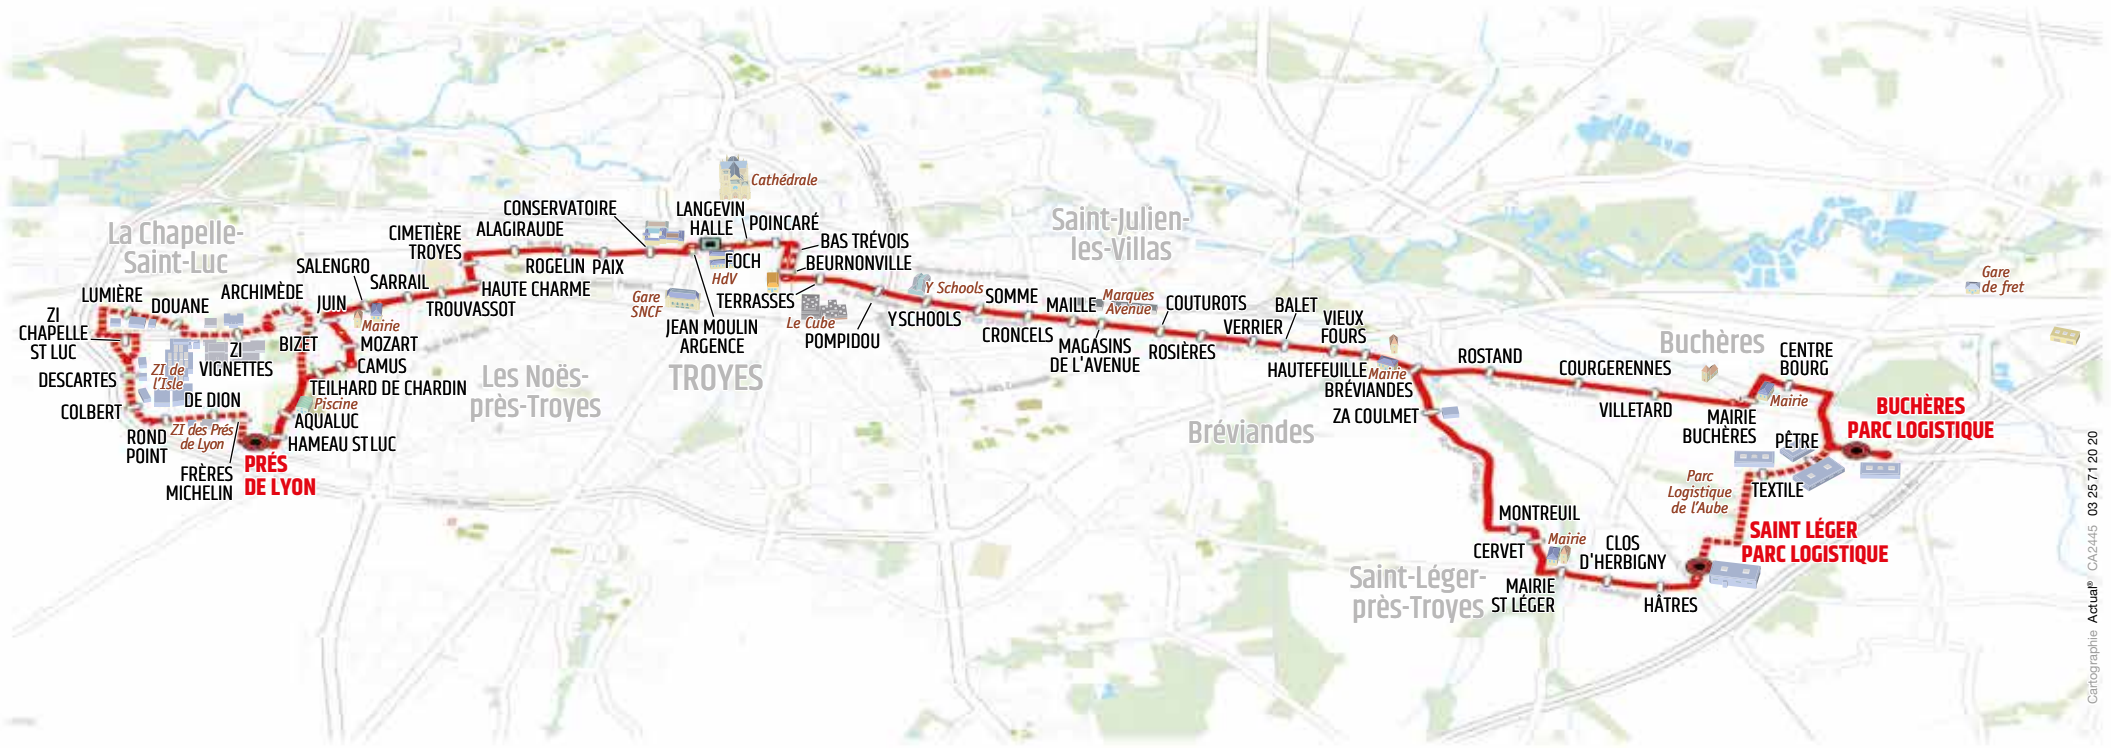 La Chapelle-
Saint-Luc
LUMIÈRE
DOUANE
ARCHIMÈDE
ZI
CHAPELLE
ST LUC
DESCARTES
COLBERT
ROND
POINT
ZI de
l'Isle
ZI
VIGNETTES
BIZET
DE DION
ZI des Prés
de Lyon
FRÈRES
MICHELIN
PRÉS
DE LYON
HAMEAU ST LUC
AQUALUC
Piscine
TEILHARD DE CHARDIN
CAMUS
MOZART
Mairie
JUIN
SALENGRO
SARRAIL
TROUVASSOT
HAUTE CHARME
CIMETIÈRE
TROYES
ALAGIRAUDE
ROGELIN
PAIX
CONSERVATOIRE
Les Noës-
près-Troyes
LANGEVIN
HALLE
POINCARÉ
Cathédrale
FOCH
HdV
Gare
SNCF
JEAN MOULIN
ARGENCE
TROYES
BAS TRÉVOIS
BEURNONVILLE
TERRASSES
Le Cube
POMPIDOU
Y Schools
YSCHOOLS
SOMME
CRONCELS
MAILLE
Marques
Avenue
MAGASINS
DE L'AVENUE
COUTUROTS
ROSIÈRES
VERRIER
BALET
VIEUX
FOURS
HAUTEFEUILLE
Mairie
BRÉVIANDES
Saint-Julien-
les-Villas
Bréviandes
ZA COULMET
ROSTAND
COURGERENNES
VILLETARD
Buchères
MAIRIE
BUCHÈRES
Mairie
CENTRE
BOURG
BUCHÈRES
PARC LOGISTIQUE
PÊTRE
TEXTILE
Parc
Logistique
de l'Aube
SAINT LÉGER
PARC LOGISTIQUE
MONTREUIL
CERVET
Mairie
MAIRIE
ST LÉGER
CLOS
D'HERBIGNY
HÂTRES
Saint-Léger-
près-Troyes
Gare
de fret
Cartographie Actual® CA2445 03 25 71 20 20